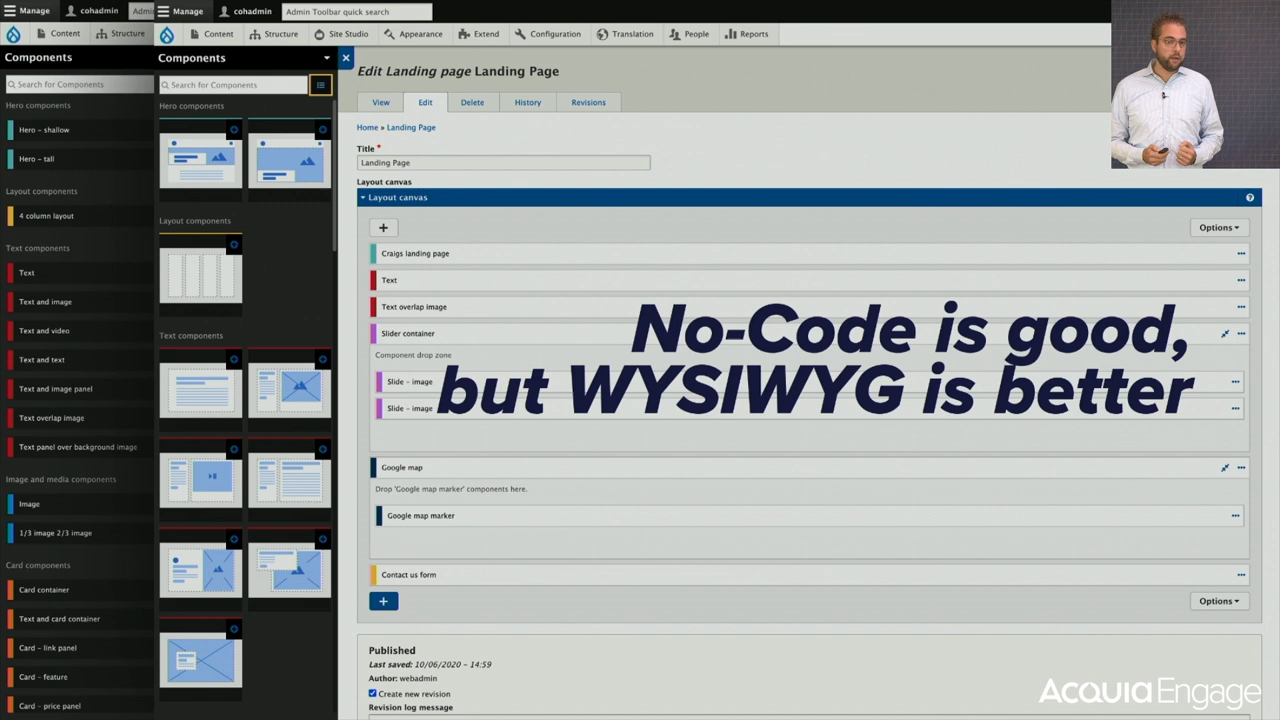 Manage
cohadmin
Admin
Manage
cohadmin
Admin Toolbar quick search
Content
Structure
Content
Structure
Site Studio
Appearance
Extend
Configuration
Translation
People
Reports
Components
Search for Components
Hero components
Hero - shallow
Hero - tall
Layout components
4 column layout
Text components
Text
Text and image
Text and video
Text and text
Text and image panel
Text overlap image
Text panel over background image
Image and media components
Image
1/3 image 2/3 image
Card components
Card container
Text and card container
Card - link panel
Card - feature
Card - price panel
Components
Search for Components
Hero components
Layout components
Text components
Edit Landing page Landing Page
View
Edit
Delete
History
Revisions
Home » Landing Page
Title *
Landing Page
Layout canvas
Layout canvas
Options
Craigs landing page
Text
Text overlap image
Slider container
Component drop zone
Slide - image
Slide - image
No-Code is good,
but WYSIWYG is better
Google map
Drop 'Google map marker' components here.
Google map marker
Contact us form
Options
Published
Last saved: 10/06/2020 - 14:59
Author: webadmin
Create new revision
Revision log message
Acquia Engage